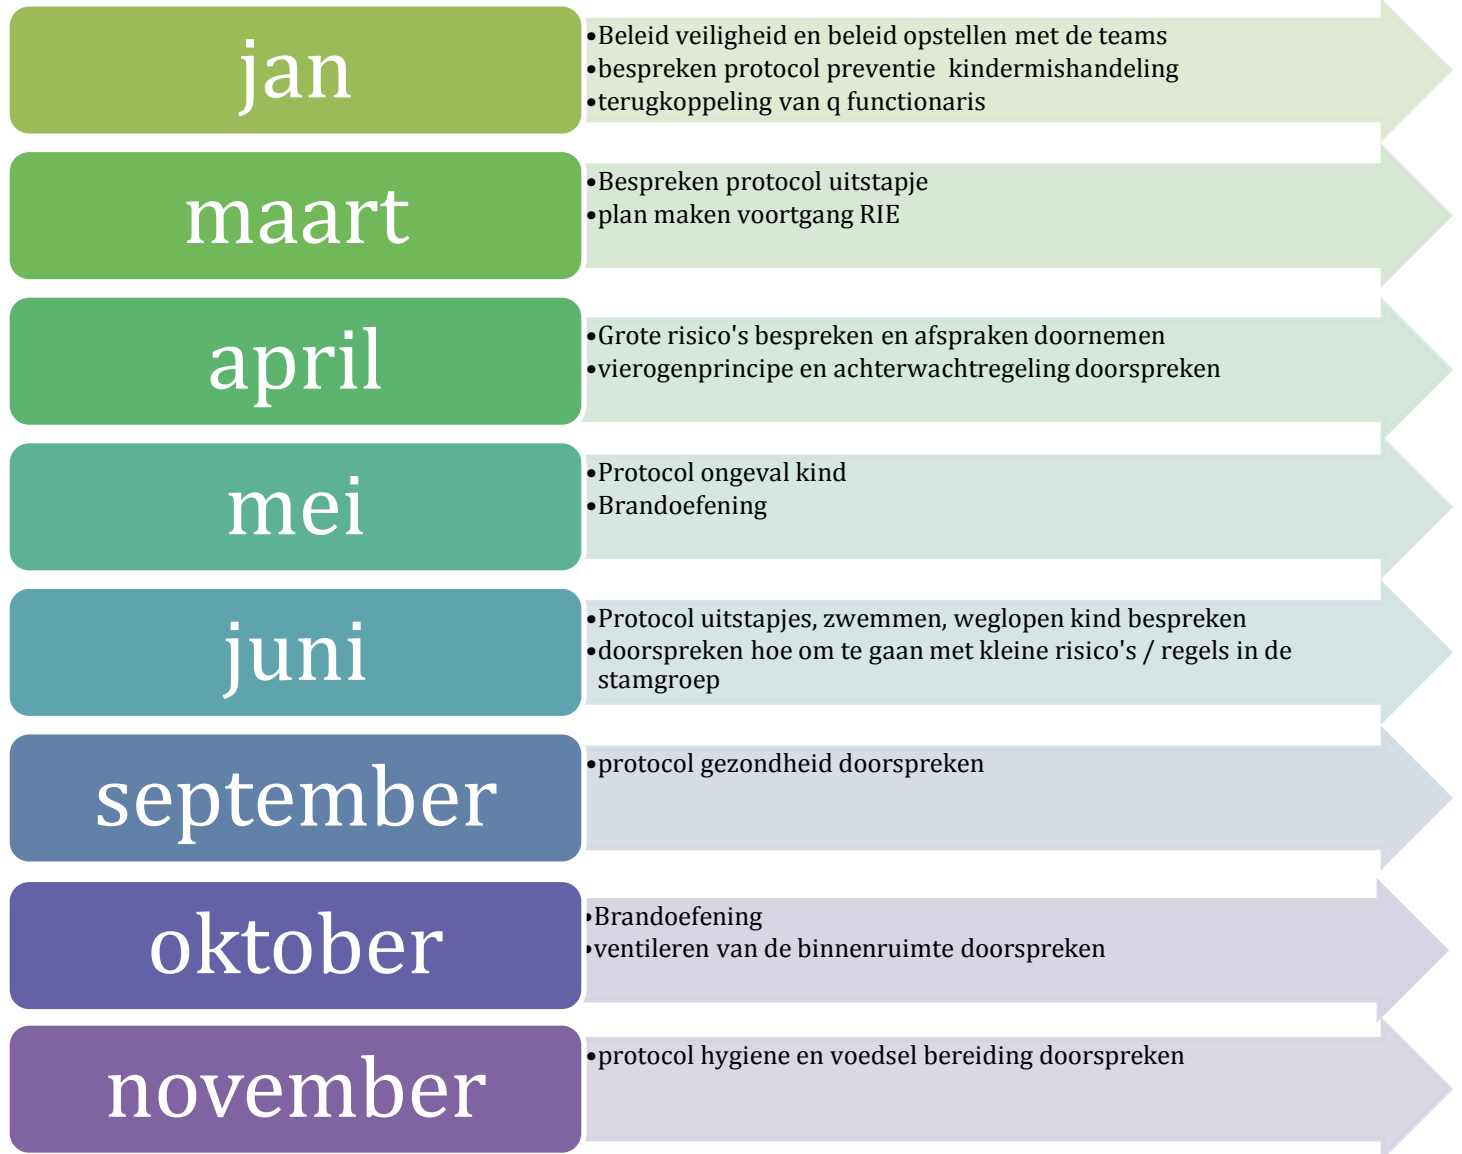 jan
•Beleid veiligheid en beleid opstellen met de teams
•bespreken protocol preventie kindermishandeling
•terugkoppeling van q functionaris
maart
•Bespreken protocol uitstapje
•plan maken voortgang RIE
april
•Grote risico's bespreken en afspraken doornemen
•vierogenprincipe en achterwachtregeling doorspreken
mei
•Protocol ongeval kind
•Brandoefening
juni
•Protocol uitstapjes, zwemmen, weglopen kind bespreken
•doorspreken hoe om te gaan met kleine risico's / regels in de
stamgroep
september
•protocol gezondheid doorspreken
oktober
•Brandoefening
•ventileren van de binnenruimte doorspreken
november
•protocol hygiene en voedsel bereiding doorspreken